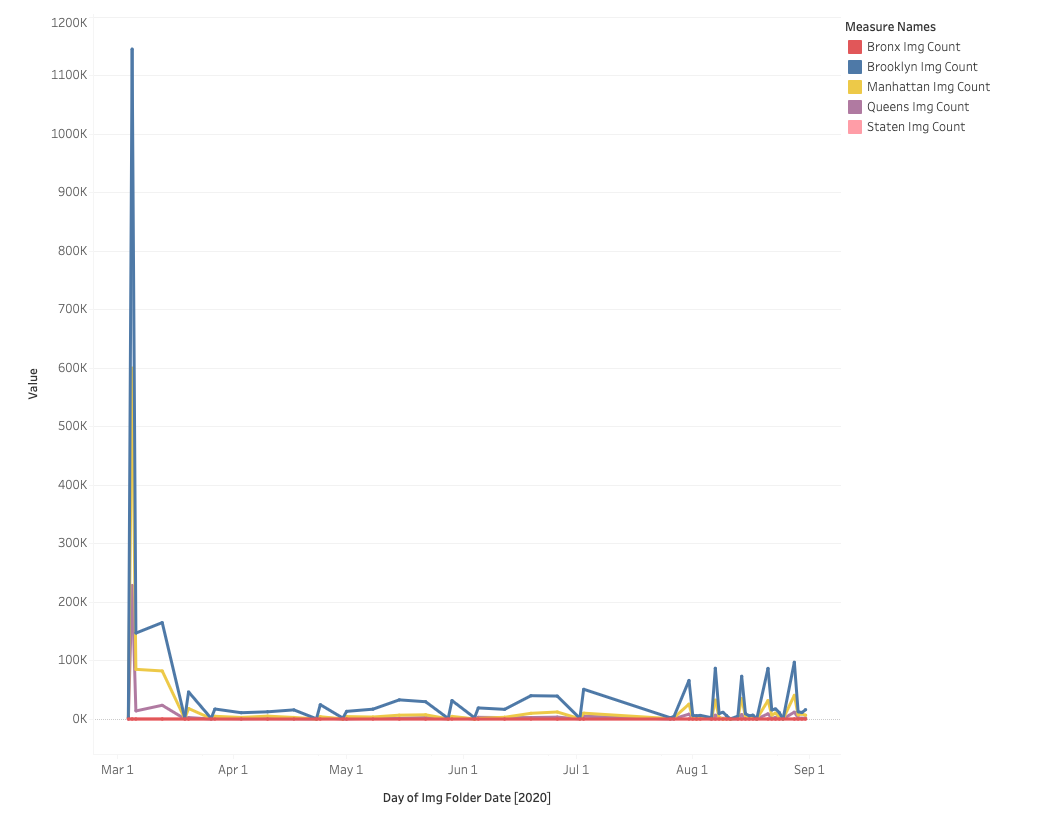 1200K
1100K
1000K
900K
800K
700K
600K
500K
400K
300K
200K
100K
0K
Value
Mar 1 Apr 1 May 1 Jun 1 Jul 1 Aug 1 Sep 1
Day of Img Folder Date [2020]
Measure Names
Bronx Img Count
Brooklyn Img Count
Manhattan Img Count
Queens Img Count
Staten Img Count